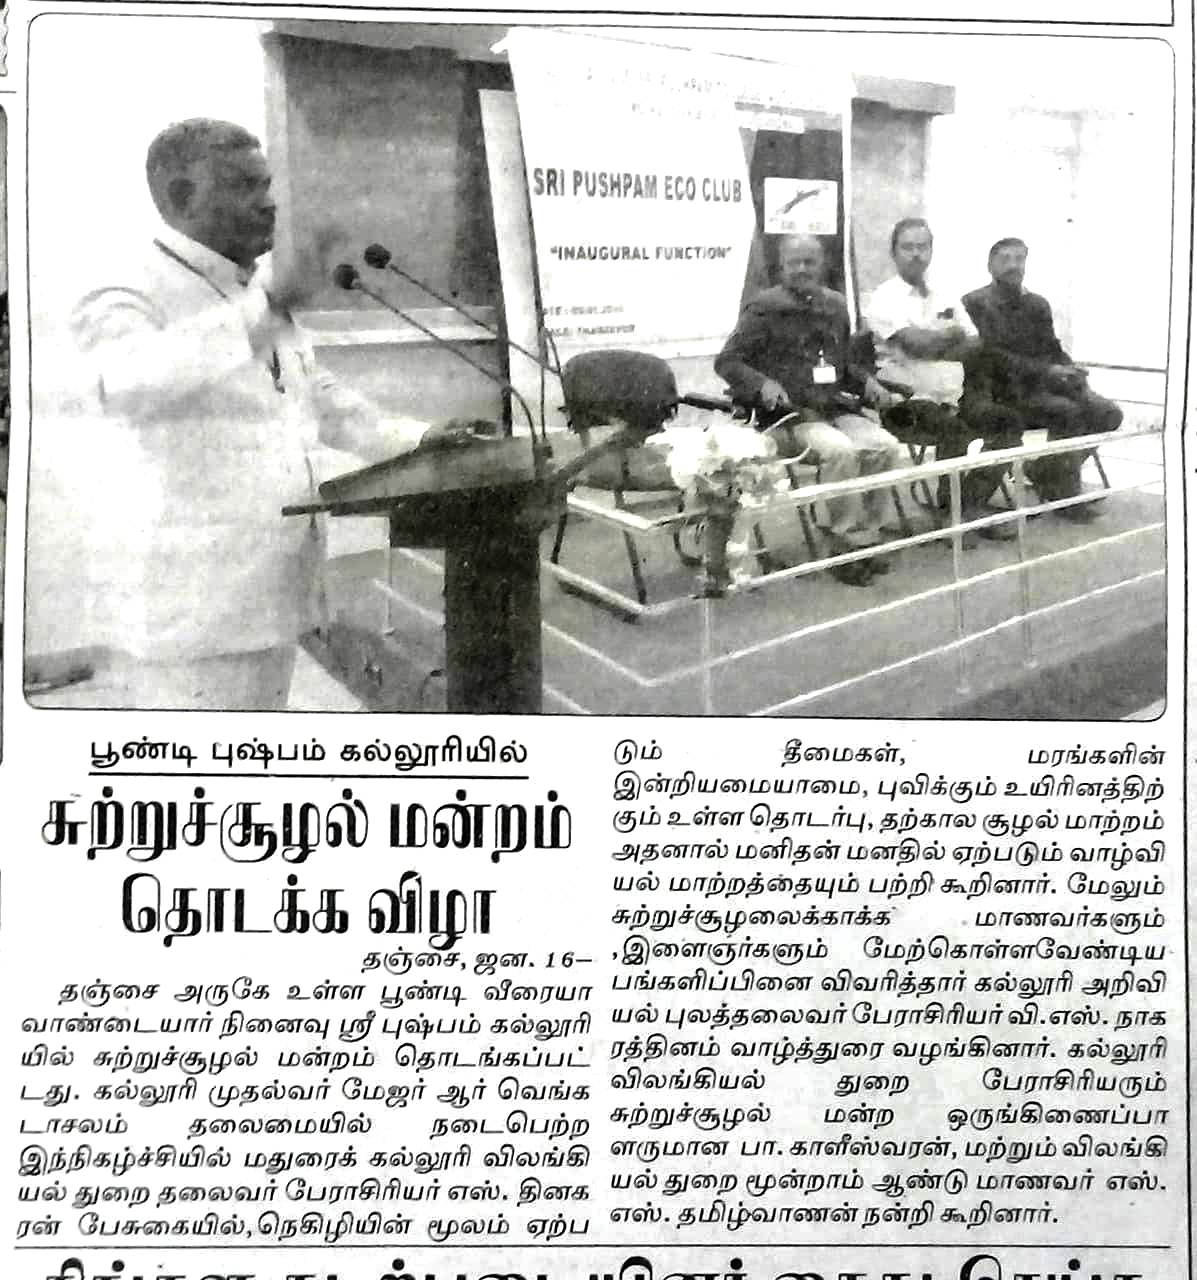 SRI PUSHPAM ECO CLUB
"INAUGURAL FUNCTION"
பூண்டி புஷ்பம் கல்லூரியில்
சுற்றுச்சூழல் மன்றம்
தொடக்க விழா
தஞ்சை, ஜன. 16–
தஞ்சை அருகே உள்ள பூண்டி வீரையா
வாண்டையார் நினைவு ஸ்ரீ புஷ்பம் கல்லூரி
யில் சுற்றுச்சூழல் மன்றம் தொடங்கப்பட்
டது. கல்லூரி முதல்வர் மேஜர் ஆர் வெங்க
டாசலம் தலைமையில் நடைபெற்ற
இந்நிகழ்ச்சியில் மதுரைக் கல்லூரி விலங்கி
யல் துறை தலைவர் பேராசிரியர் எஸ். தினக
ரன் பேசுகையில்,நெகிழியின் மூலம் ஏற்ப
டும் தீமைகள், மரங்களின்
இன்றியமையாமை, புவிக்கும் உயிரினத்திற்
கும் உள்ள தொடர்பு, தற்கால சூழல் மாற்றம்
அதனால் மனிதன் மனதில் ஏற்படும் வாழ்வி
யல் மாற்றத்தையும் பற்றி கூறினார். மேலும்
சுற்றுச்சூழலைக்காக்க மாணவர்களும்
,இளைஞர்களும் மேற்கொள்ளவேண்டிய
பங்களிப்பினை விவரித்தார் கல்லூரி அறிவி
யல் புலத்தலைவர் பேராசிரியர் வி.எஸ். நாக
ரத்தினம் வாழ்த்துரை வழங்கினார். கல்லூரி
விலங்கியல் துறை பேராசிரியரும்
சுற்றுச்சூழல் மன்ற ஒருங்கிணைப்பா
ளருமான பா. காளீஸ்வரன், மற்றும் விலங்கி
யல் துறை மூன்றாம் ஆண்டு மாணவர் எஸ்.
எஸ். தமிழ்வாணன் நன்றி கூறினார்.